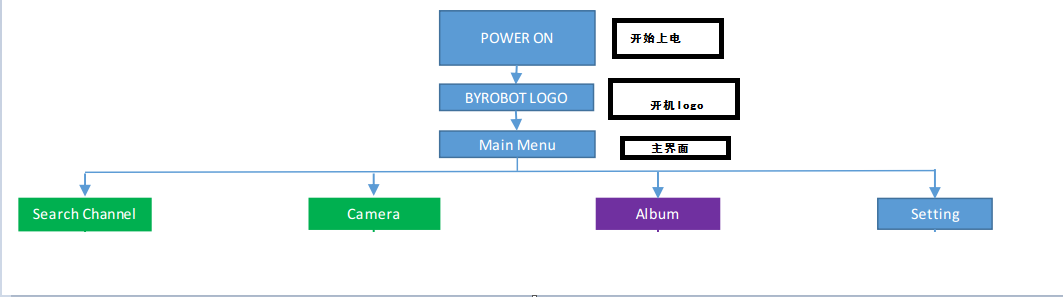 POWER ON
开始上电
BYROBOT LOGO
开机logo
Main Menu
主界面
Search Channel
Camera
Album
Setting